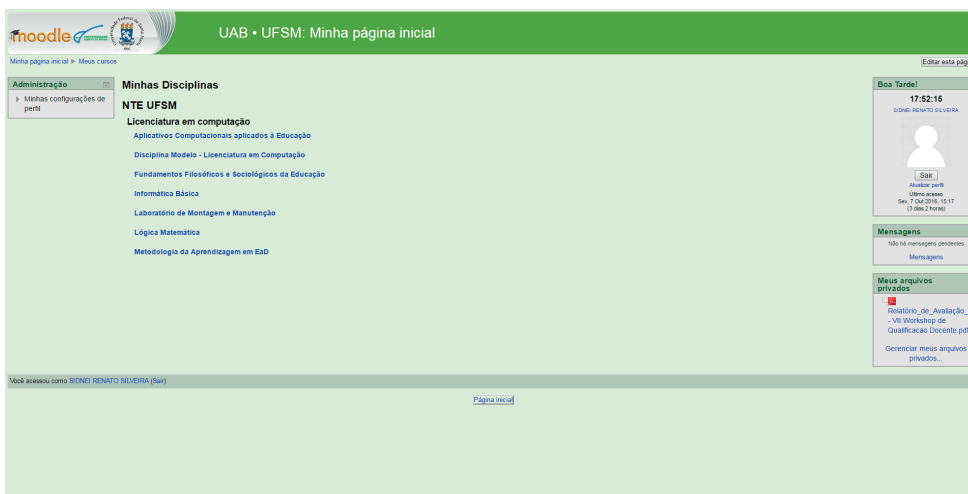 moodle
UAB • UFSM: Minha página inicial
Minha página inicial ► Meus cursos
Editar esta pág
Administração
Minhas configurações de
perfil
Minhas Disciplinas
NTE UFSM
Licenciatura em computação
Aplicativos Computacionais aplicados à Educação
Disciplina Modelo - Licenciatura em Computação
Fundamentos Filosóficos e Sociológicos da Educação
Informática Básica
Laboratório de Montagem e Manutenção
Lógica Matemática
Metodologia da Aprendizagem em EaD
Boa Tarde!
17:52:15
SIDNEI RENATO SILVEIRA
Sair
Atualizar perfil
Último acesso
Sex, 7 Out 2016, 15:17
(3 dias 2 horas)
Mensagens
Não há mensagens pendentes
Mensagens
Meus arquivos
privados
Relatório_de_Avaliação_
- VII Workshop de
Qualificacao Docente.pdf
Gerenciar meus arquivos
privados...
Você acessou como SIDNEI RENATO SILVEIRA (Sair)
Página inicial